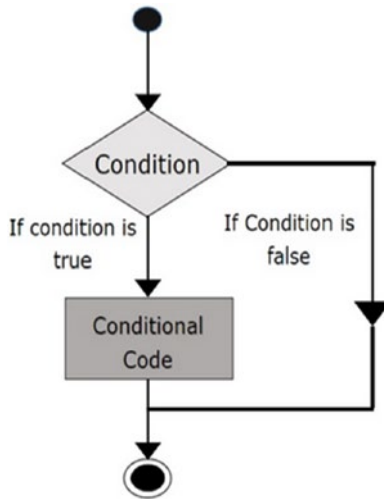 Condition
If condition is
true
If Condition is
false
Conditional
Code